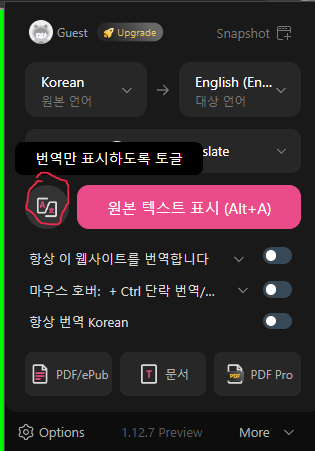 Guest Upgrade Snapshot
Korean English (En...
원본 언어 대상 언어
slate
번역만 표시하도록 토글
원본 텍스트 표시 (Alt+A)
항상 이 웹사이트를 번역합니다
마우스 호버: + Ctrl 단락 번역/...
항상 번역 Korean
PDF/ePub 문서 PDF Pro
Options 1.12.7 Preview More